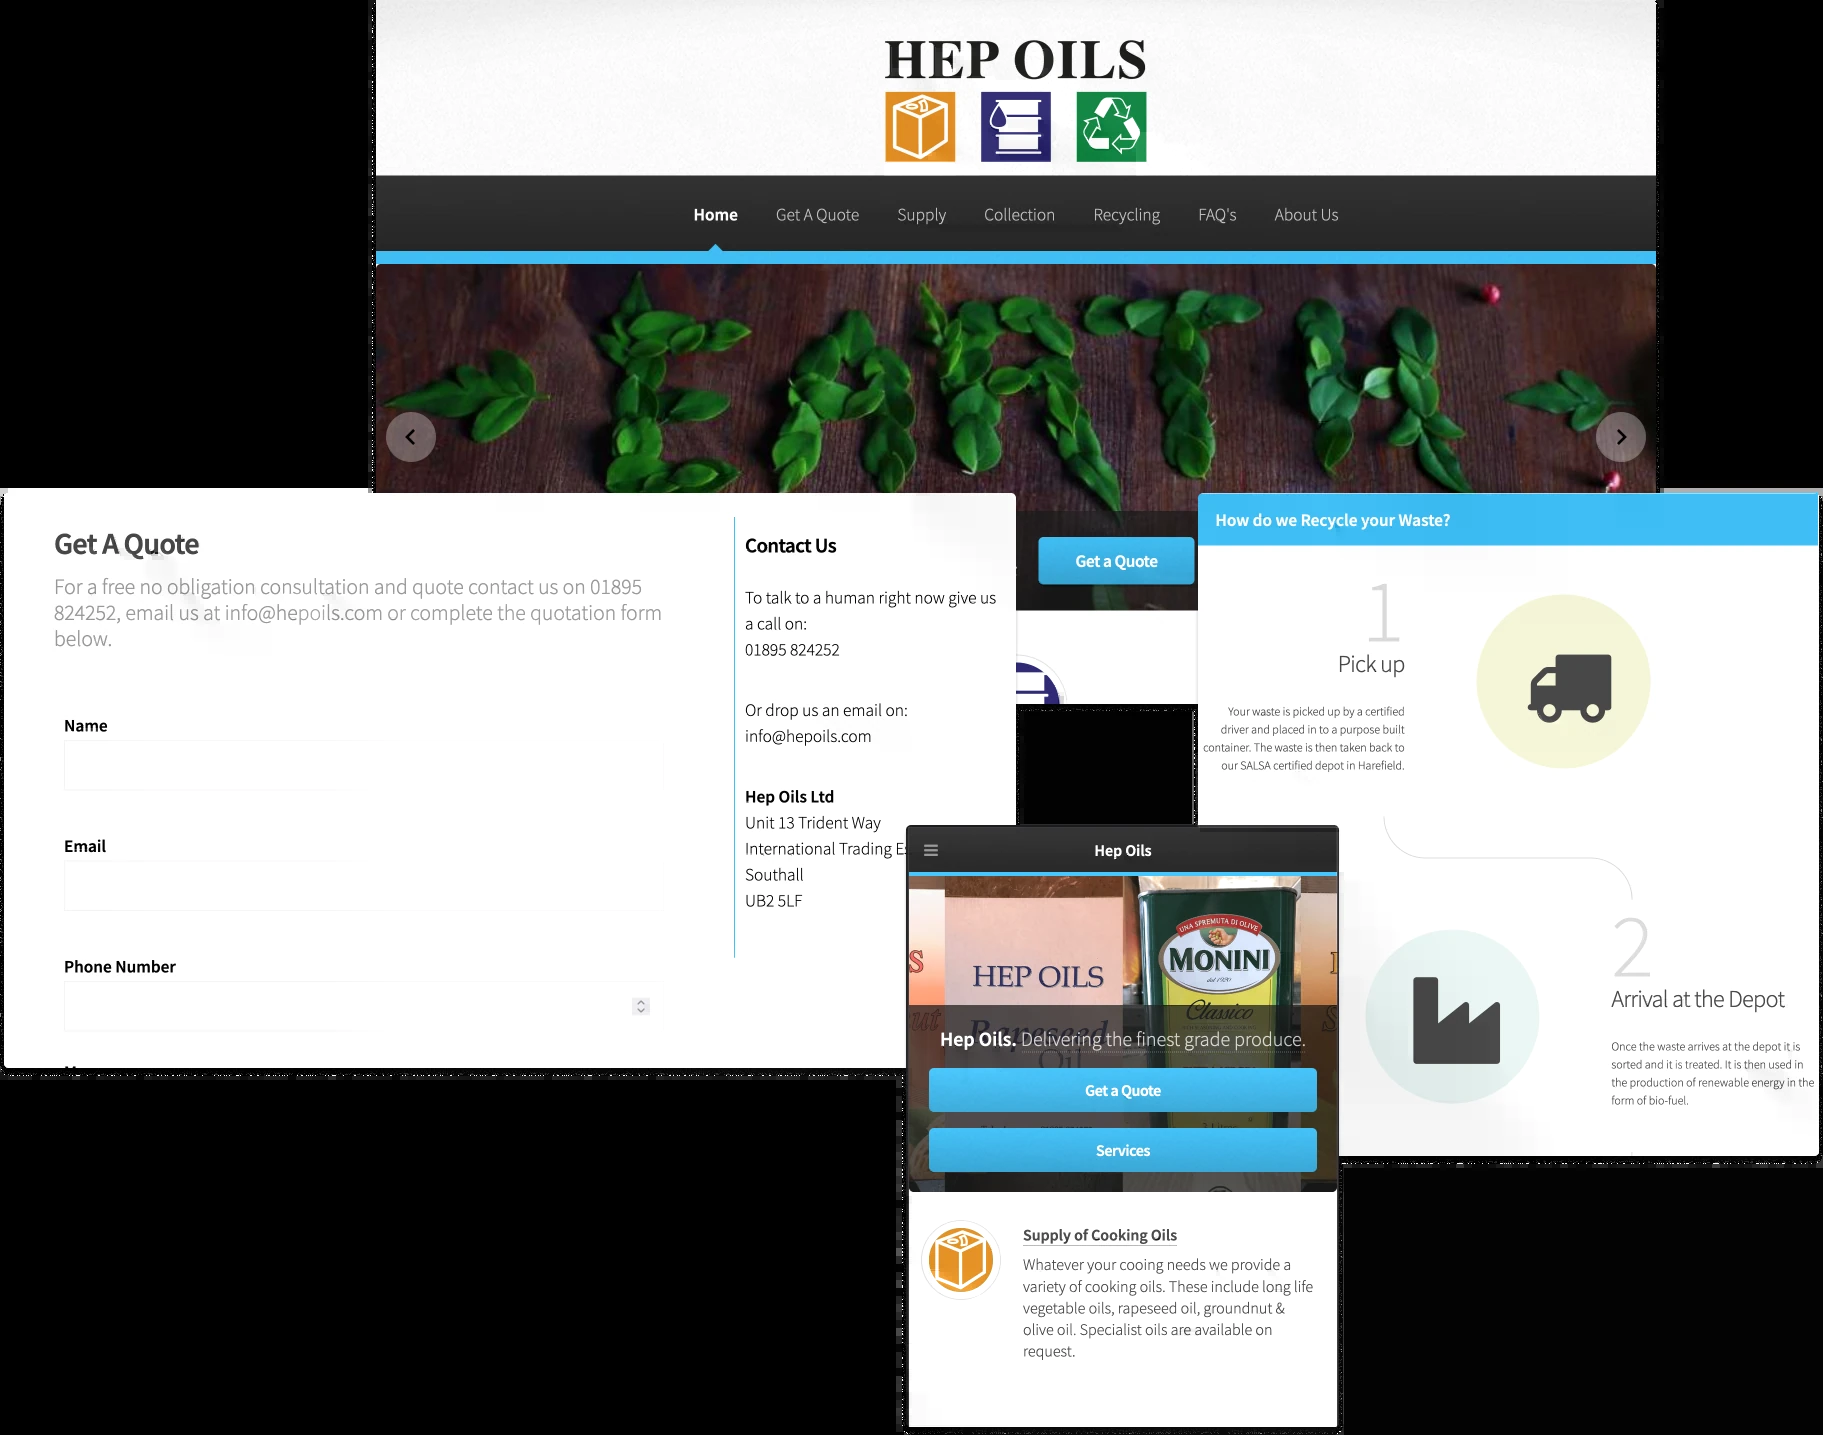 HEP OILS
Home Get A Quote Supply Collection Recycling FAQ's About Us
EARTH
Get a Quote
Get A Quote
For a free no obligation consultation and quote contact us on 01895
824252, email us at info@hepoils.com or complete the quotation form
below.
Name
Email
Phone Number
Contact Us
To talk to a human right now give us
a call on:
01895 824252
Or drop us an email on:
info@hepoils.com
Hep Oils Ltd
Unit 13 Trident Way
International Trading Es
Southall
UB2 5LF
How do we Recycle your Waste?
1
Pick up
Your waste is picked up by a certified
driver and placed in to a purpose built
container. The waste is then taken back to
our SALSA certified depot in Harefield.
2
Arrival at the Depot
Once the waste arrives at the depot it is
sorted and it is treated. It is then used in
the production of renewable energy in the
form of bio-fuel.
Hep Oils
HEP OILS
Rapeseed
Oil
UNA SPREMUTA DI OLIVE
MONINI
dal 1920
Classico
Hep Oils. Delivering the finest grade produce.
Get a Quote
Services
Supply of Cooking Oils
Whatever your cooing needs we provide a
variety of cooking oils. These include long life
vegetable oils, rapeseed oil, groundnut &
olive oil. Specialist oils are available on
request.